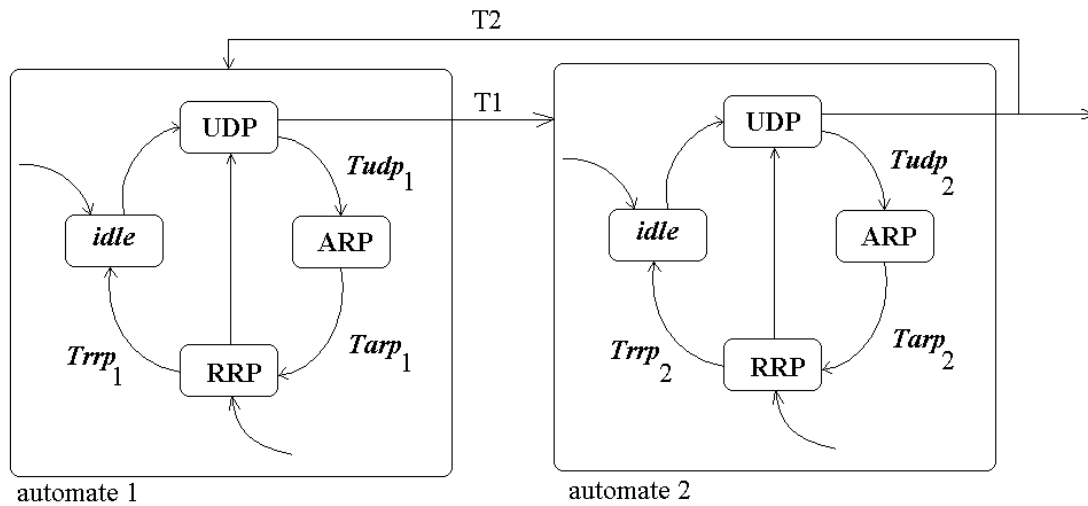 T2
T1
UDP
Tudp1
idle
ARP
Trrp1
Tarp1
RRP
automate 1
UDP
Tudp2
idle
ARP
Trrp2
Tarp2
RRP
automate 2